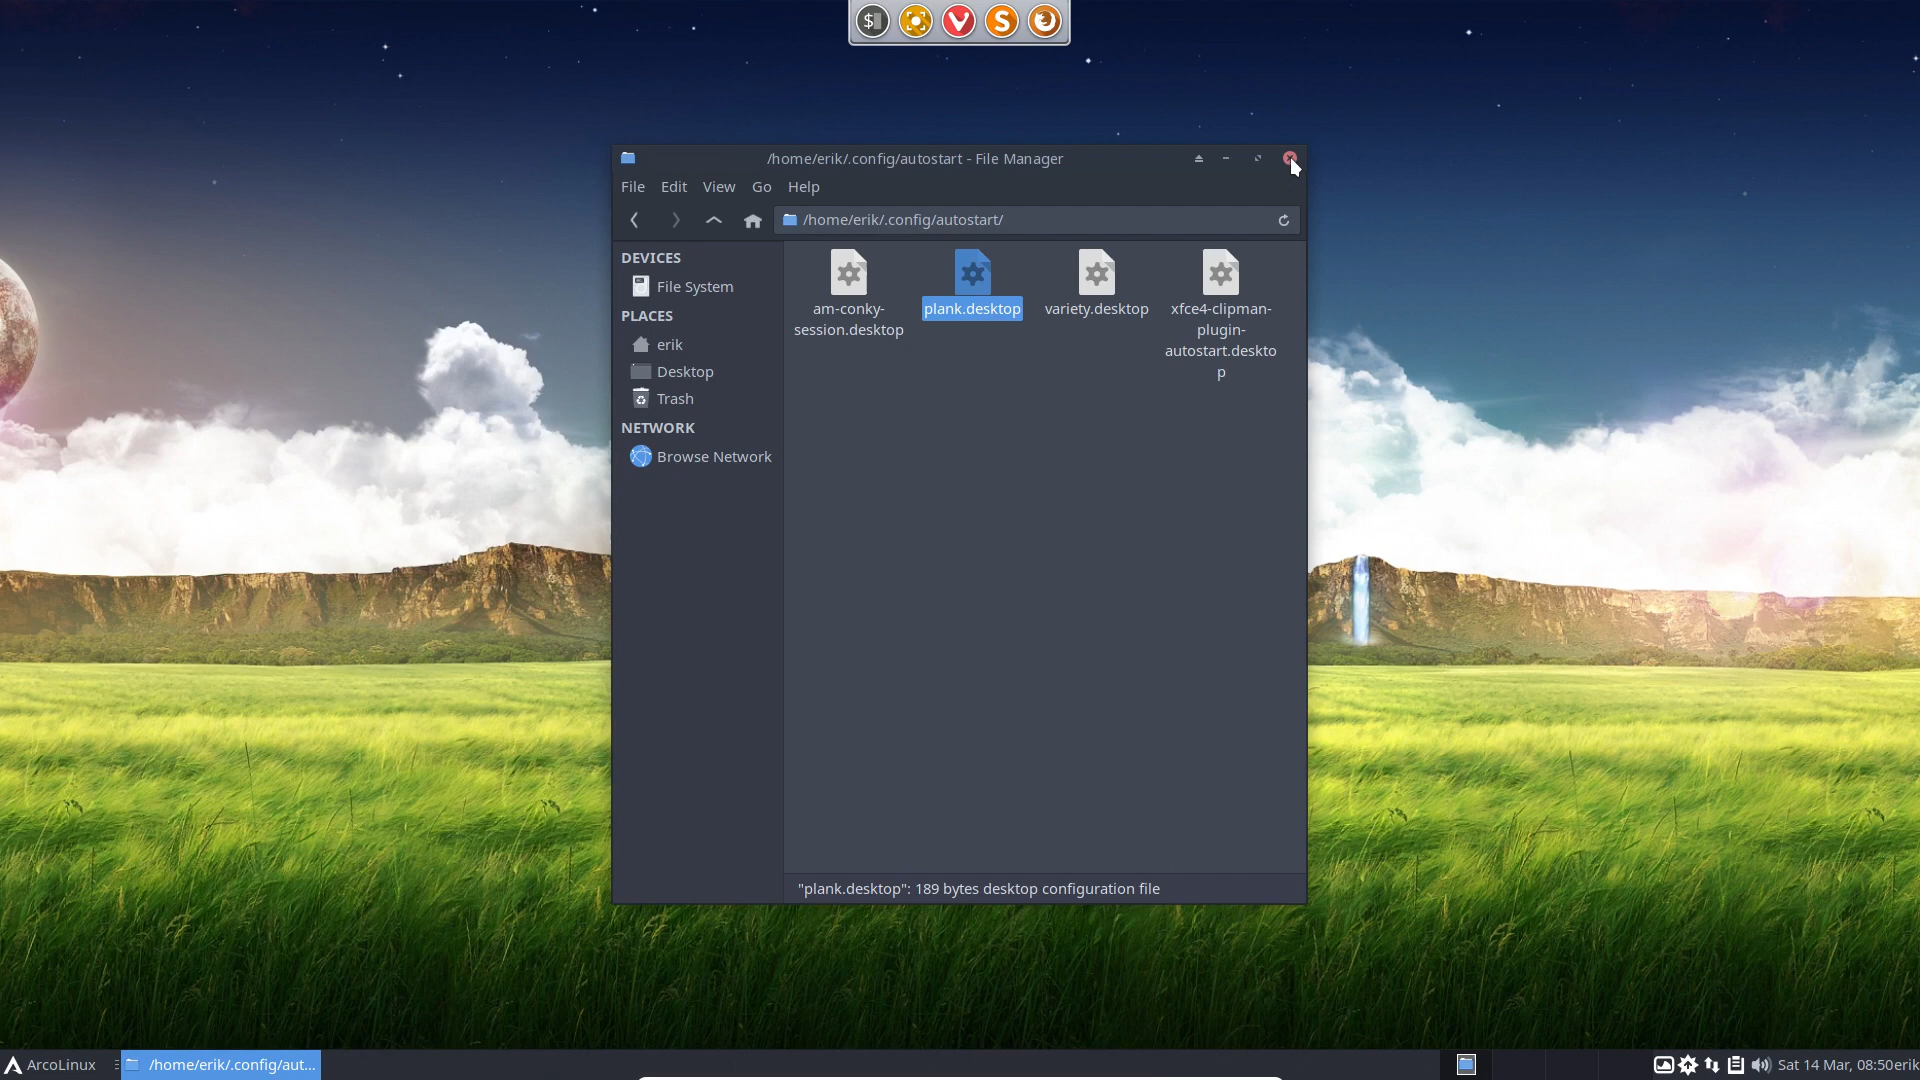 $
S
/home/erik/.config/autostart - File Manager
File Edit View Go Help
/home/erik/.config/autostart/
DEVICES
File System
PLACES
erik
Desktop
Trash
NETWORK
Browse Network
am-conky-
session.desktop
plank.desktop
variety.desktop
xfce4-clipman-
plugin-
autostart.deskto
p
"plank.desktop": 189 bytes desktop configuration file
ArcoLinux
/home/erik/.config/aut...
Sat 14 Mar, 08:50erik